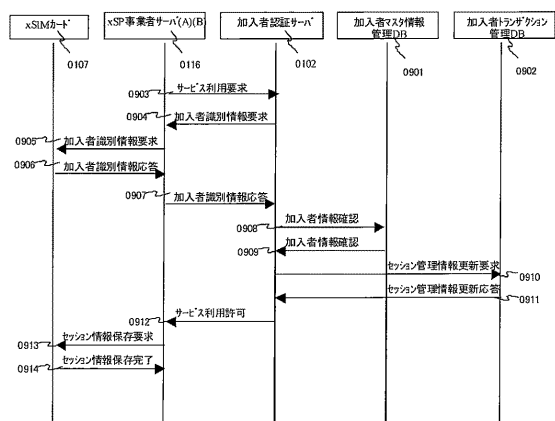 xSIMカード
xSP事業者サーバ(A)(B)
加入者認証サーバ
加入者マスタ情報
管理DB
加入者トランザクション
管理DB
0107
0116
0102
0901
0902
0903
サービス利用要求
0904
加入者識別情報要求
0905
加入者識別情報要求
0906
加入者識別情報応答
0907
加入者識別情報応答
0908
加入者情報確認
0909
加入者情報確認
セッション管理情報更新要求
0910
セッション管理情報更新応答
0911
0912
サービス利用許可
0913
セッション情報保存要求
0914
セッション情報保存完了